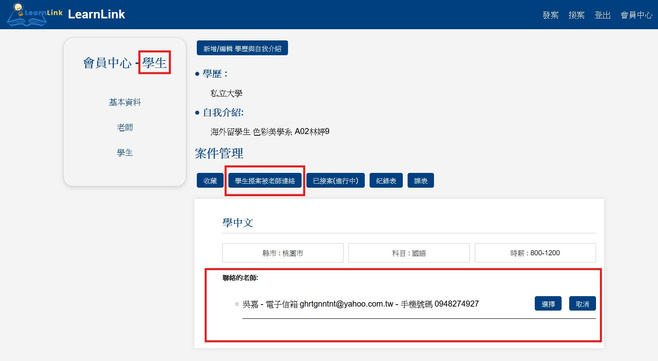 LearnLink LearnLink 發案 接案 登出 會員中心
會員中心 - 學生
基本資料
老師
學生
新增/編輯 學歷與自我介紹
學歷 :
私立大學
自我介紹:
海外留學生 色彩美學系 A02林婷9
案件管理
收藏 學生提案被老師連絡 已接案(進行中) 紀錄表 課表
學中文
縣市 : 桃園市 科目 : 國語 時薪 : 800-1200
聯絡的老師:
吳嘉 - 電子信箱 ghrtgnntnt@yahoo.com.tw - 手機號碼 0948274927 選擇 取消